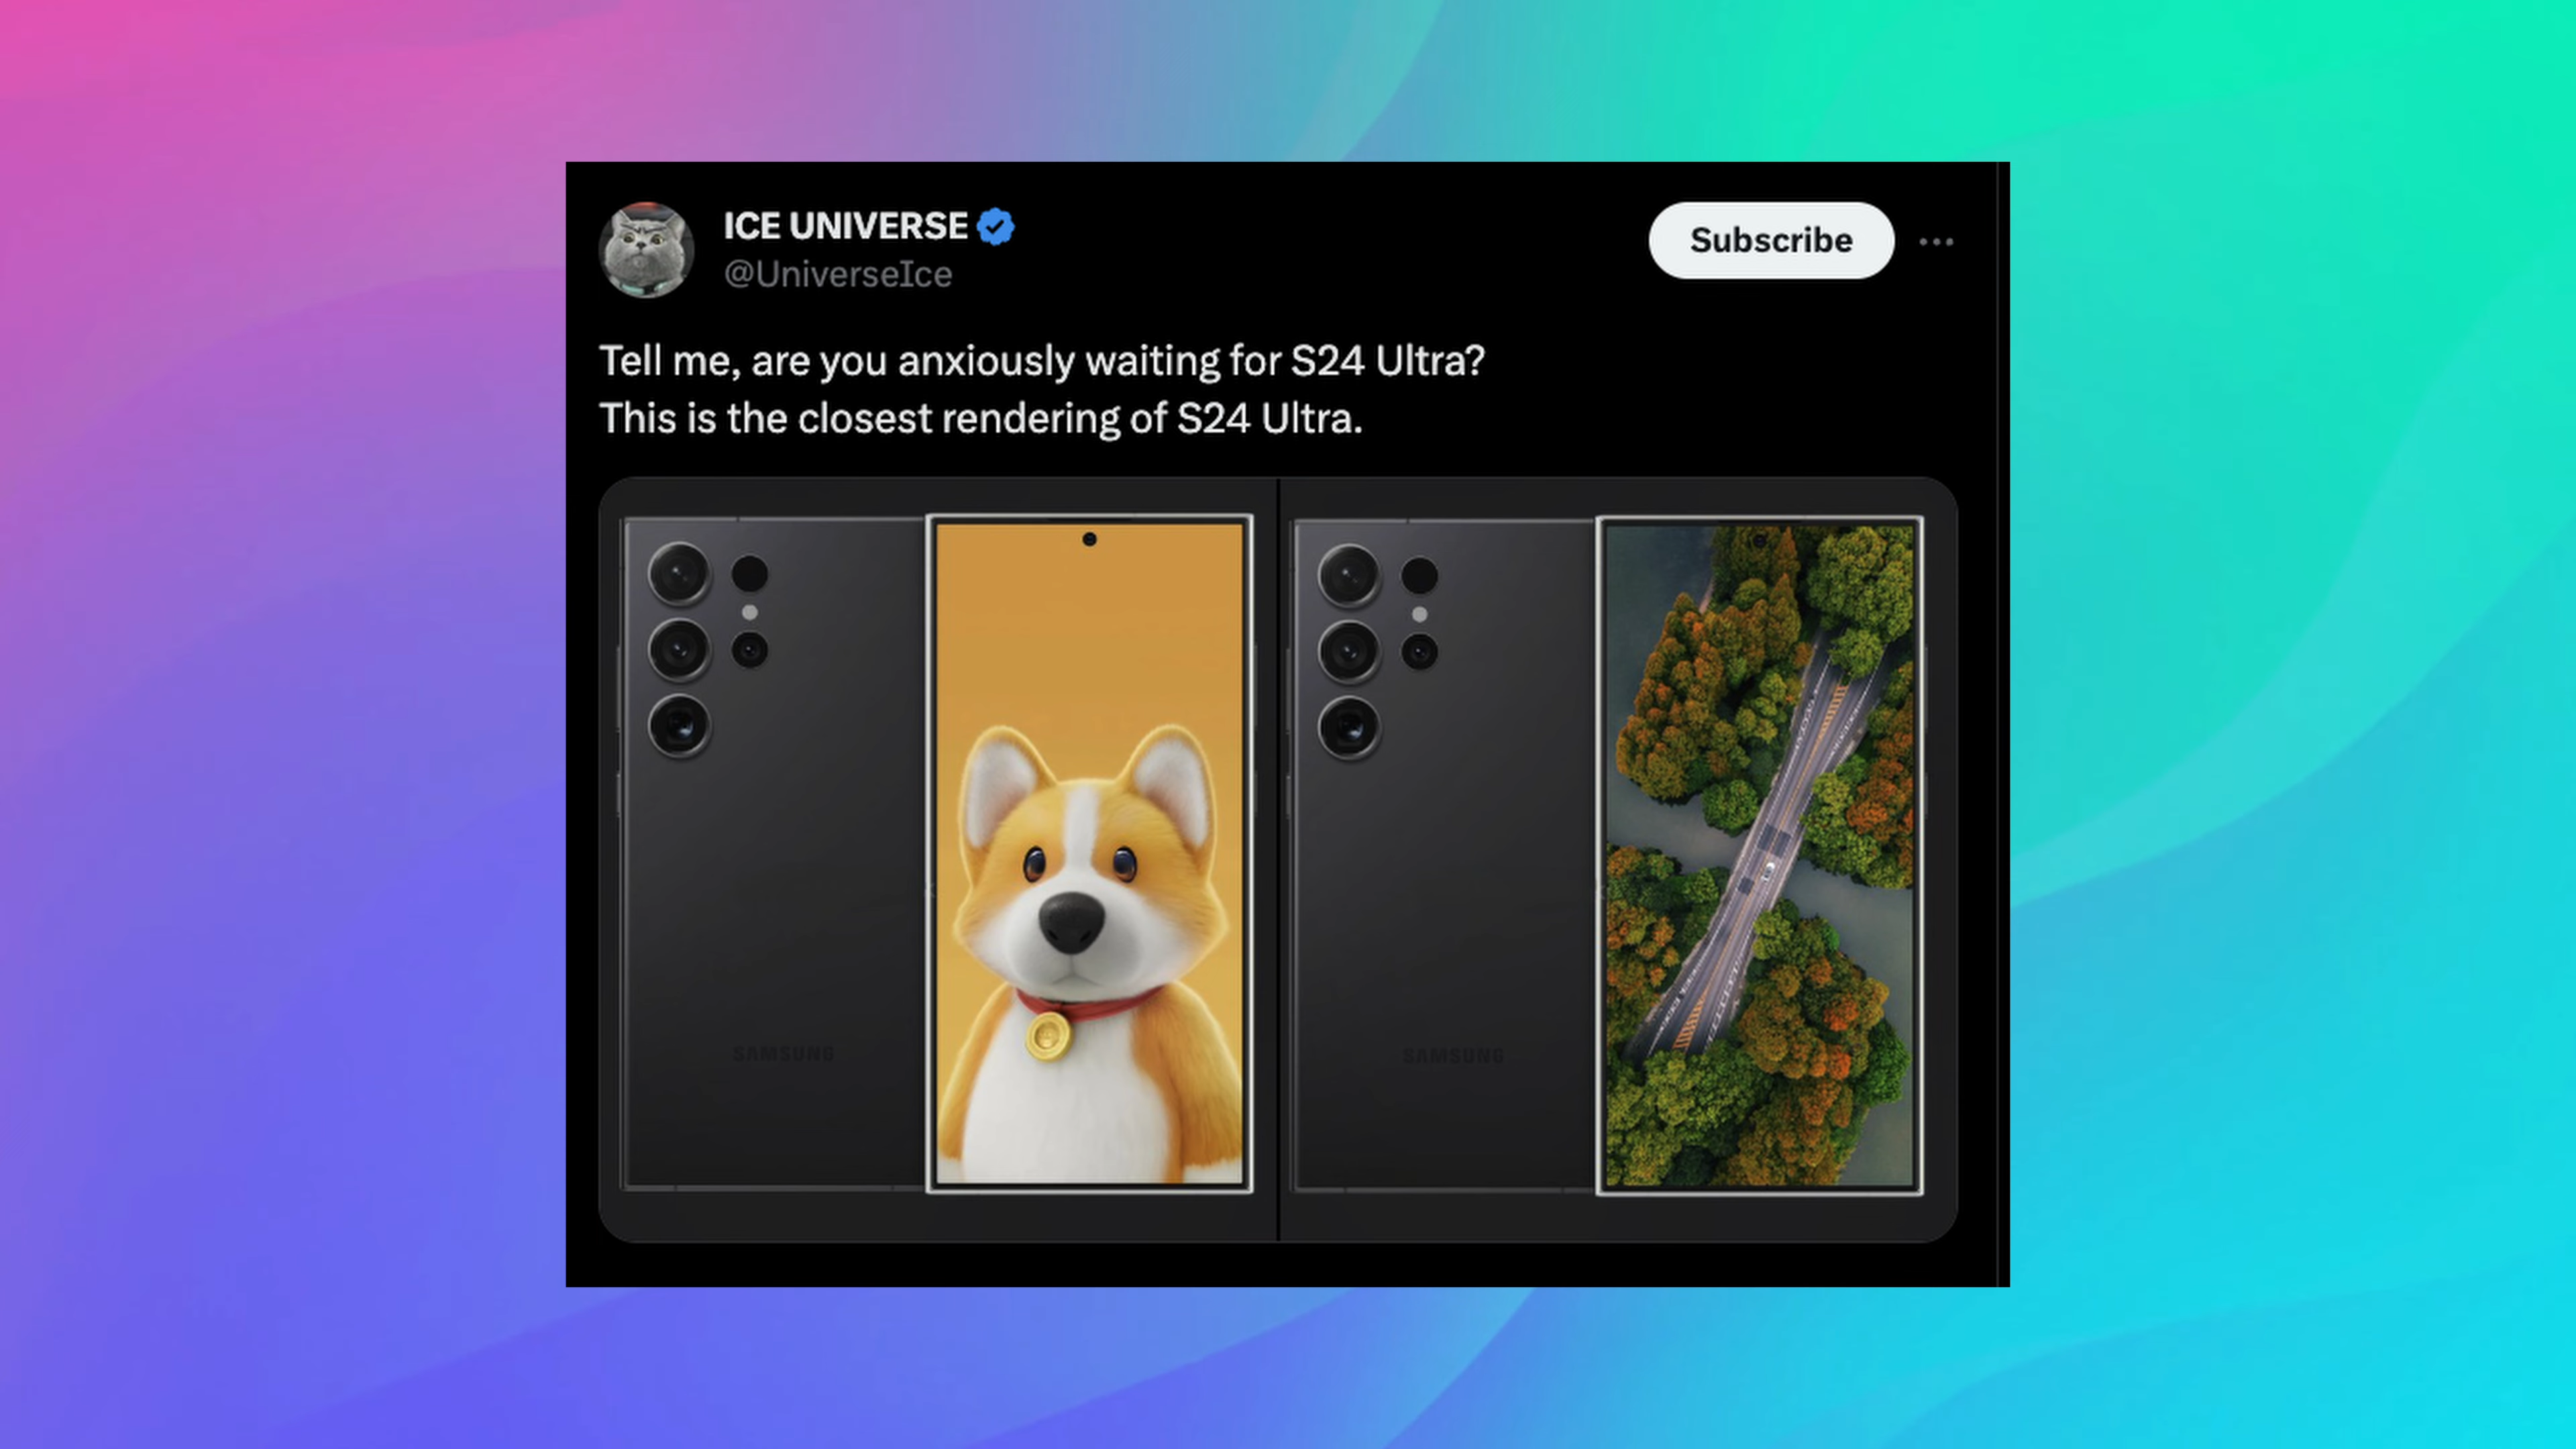 ICE UNIVERSE
@UniverseIce
Subscribe
Tell me, are you anxiously waiting for S24 Ultra?
This is the closest rendering of S24 Ultra.
SAMSUNG
SAMSUNG